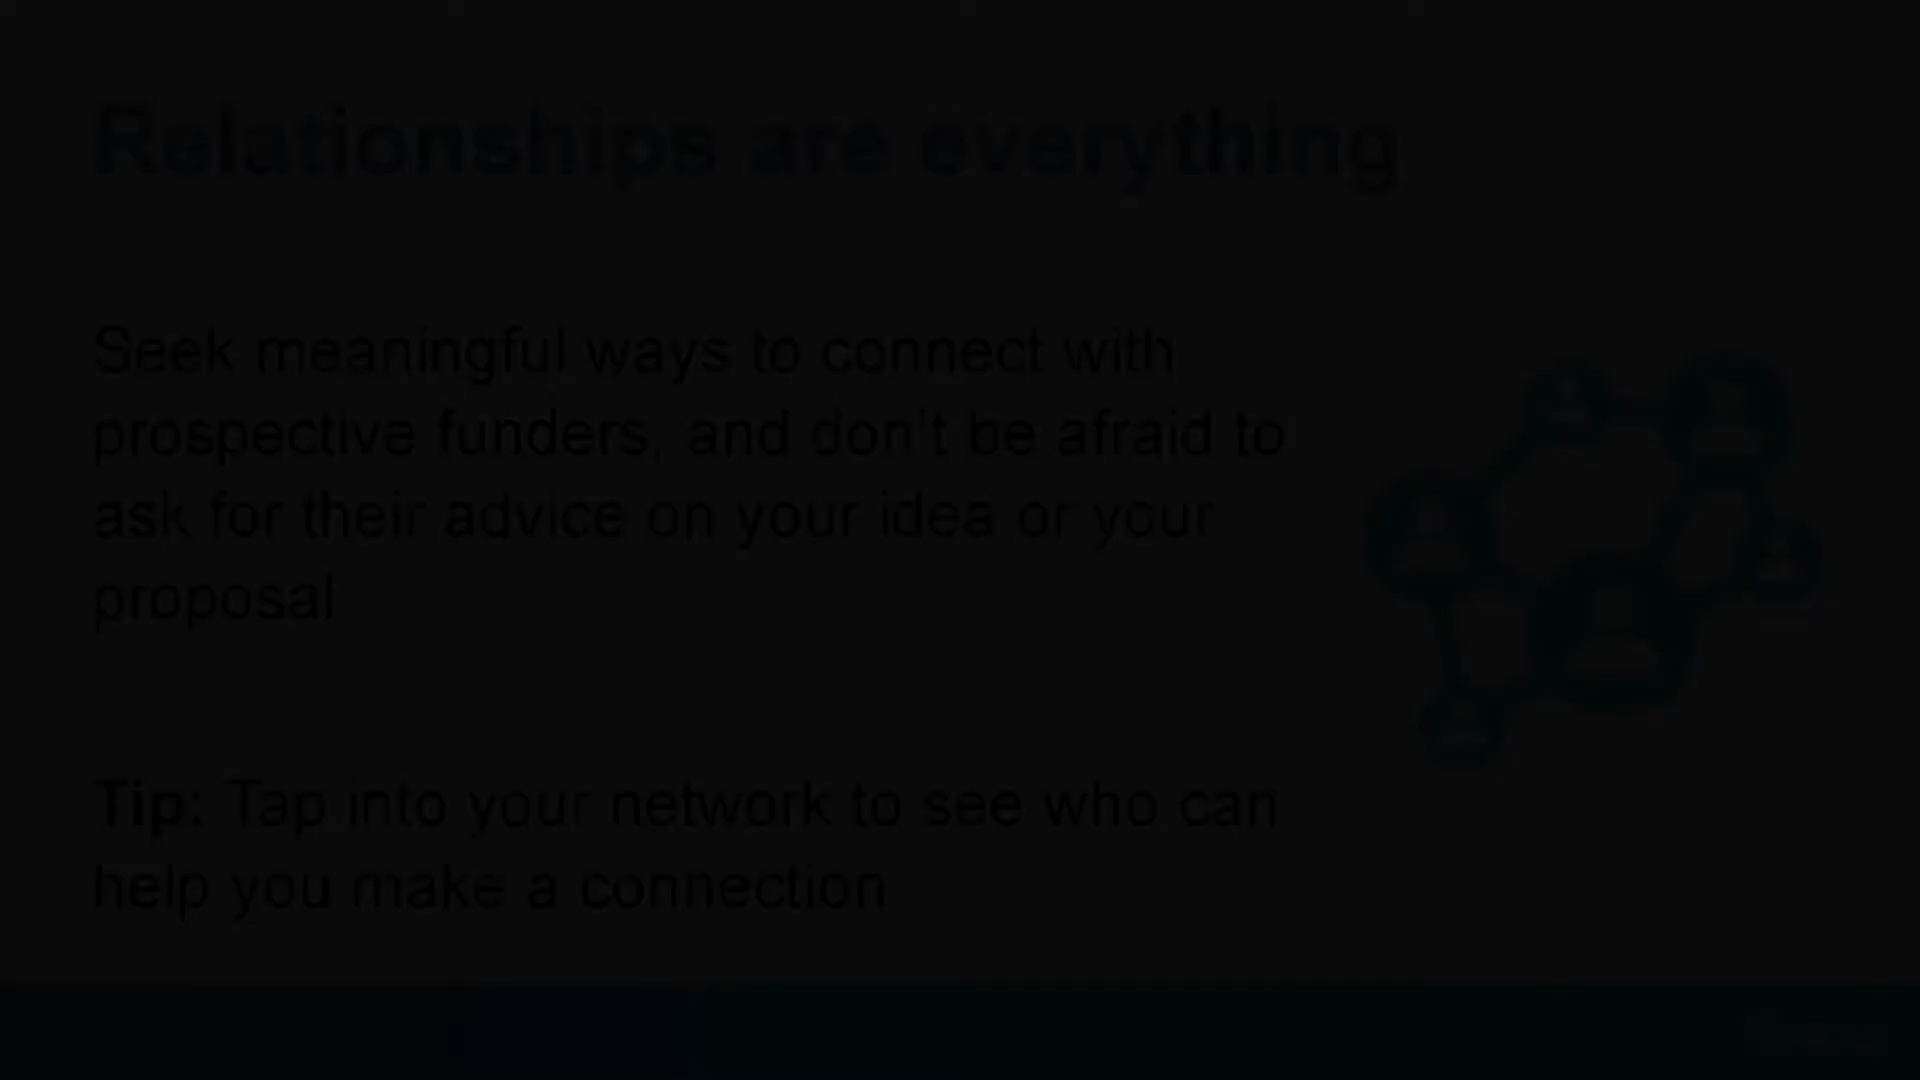 Relationships are everything
Seek meaningful ways to connect with
prospective funders, and don't be afraid to
ask for their advice on your idea or your
proposal
Tip: Tap into your network to see who can
help you make a connection